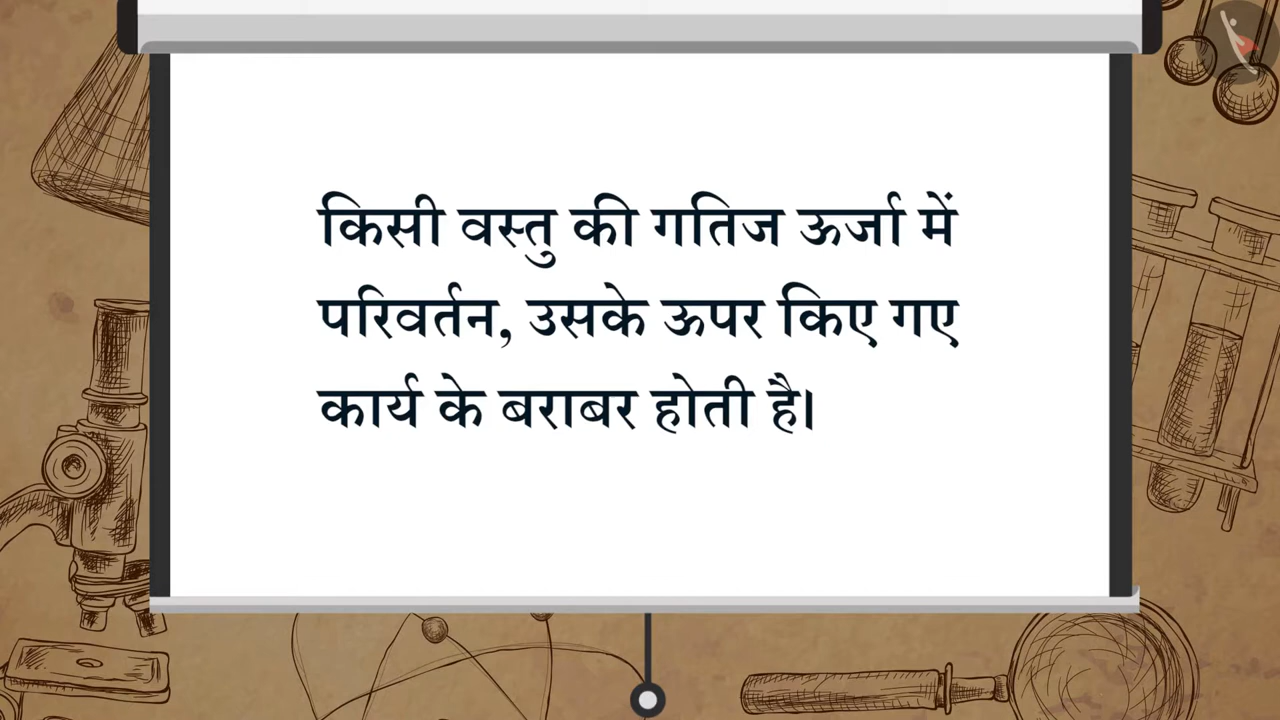 किसी वस्तु की गतिज ऊर्जा में
परिवर्तन, उसके ऊपर किए गए
कार्य के बराबर होती है।